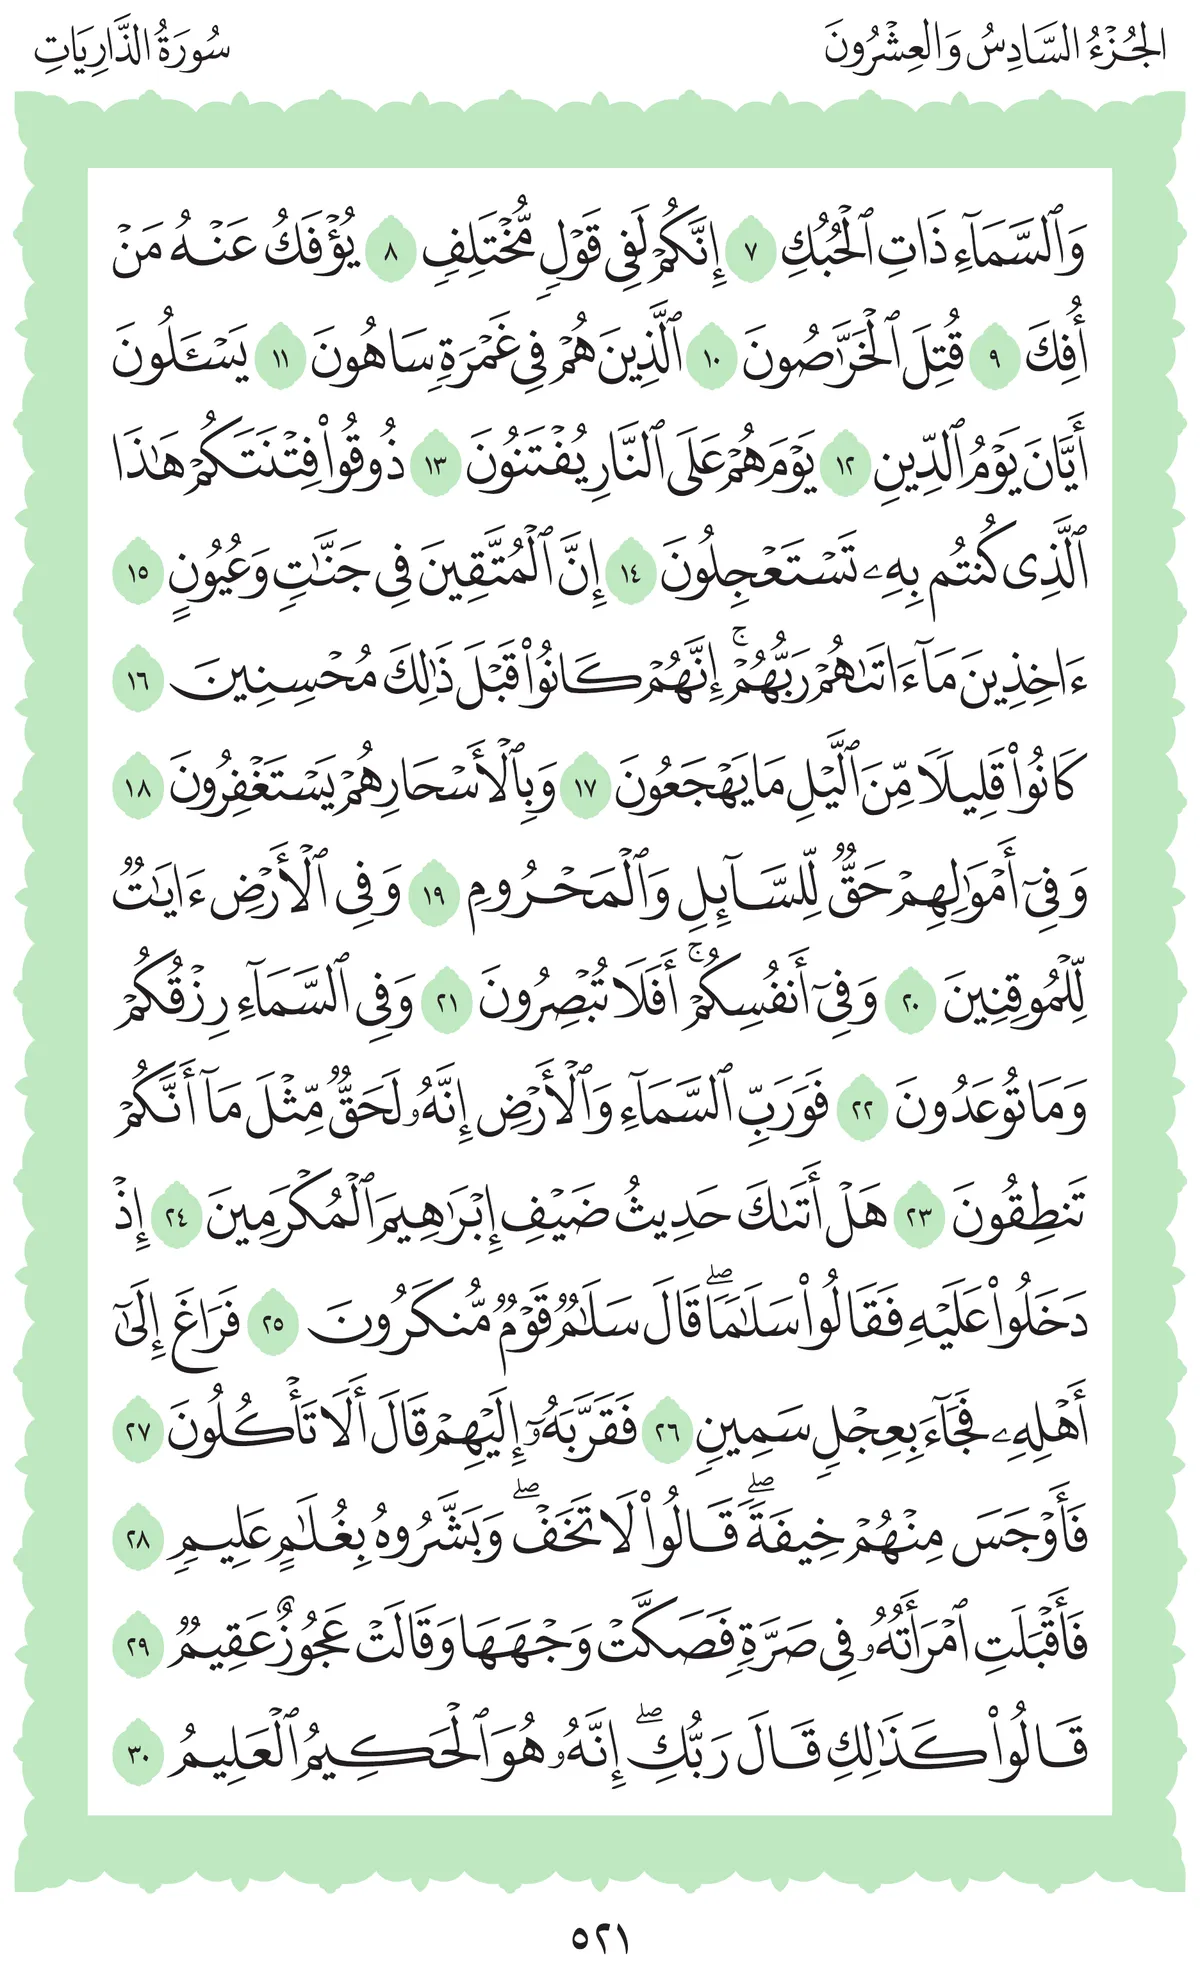 الجُزْءُ السَّادِسُ وَالعِشْرُونَ
سُورَةُ الذَّارِيَاتِ
وَٱلسَّمَآءِ ذَاتِ ٱلْحُبُكِ ٧ إِنَّكُمْ لَفِى قَوْلٍ مُّخْتَلِفٍ ٨ يُؤْفَكُ عَنْهُ مَنْ
أُفِكَ ٩ قُتِلَ ٱلْخَرَّٰصُونَ ١٠ ٱلَّذِينَ هُمْ فِى غَمْرَةٍ سَاهُونَ ١١ يَسْـَٔلُونَ
أَيَّانَ يَوْمُ ٱلدِّينِ ١٢ يَوْمَ هُمْ عَلَى ٱلنَّارِ يُفْتَنُونَ ١٣ ذُوقُوا۟ فِتْنَتَكُمْ هَٰذَا
ٱلَّذِى كُنتُم بِهِۦ تَسْتَعْجِلُونَ ١٤ إِنَّ ٱلْمُتَّقِينَ فِى جَنَّٰتٍ وَعُيُونٍ ١٥
ءَاخِذِينَ مَآ ءَاتَىٰهُمْ رَبُّهُمْ ۚ إِنَّهُمْ كَانُوا۟ قَبْلَ ذَٰلِكَ مُحْسِنِينَ ١٦
كَانُوا۟ قَلِيلًا مِّنَ ٱلَّيْلِ مَا يَهْجَعُونَ ١٧ وَبِٱلْأَسْحَارِ هُمْ يَسْتَغْفِرُونَ ١٨
وَفِىٓ أَمْوَٰلِهِمْ حَقٌّ لِّلسَّآئِلِ وَٱلْمَحْرُومِ ١٩ وَفِى ٱلْأَرْضِ ءَايَٰتٌ
لِّلْمُوقِنِينَ ٢٠ وَفِىٓ أَنفُسِكُمْ ۚ أَفَلَا تُبْصِرُونَ ٢١ وَفِى ٱلسَّمَآءِ رِزْقُكُمْ
وَمَا تُوعَدُونَ ٢٢ فَوَرَبِّ ٱلسَّمَآءِ وَٱلْأَرْضِ إِنَّهُۥ لَحَقٌّ مِّثْلَ مَآ أَنَّكُمْ
تَنطِقُونَ ٢٣ هَلْ أَتَىٰكَ حَدِيثُ ضَيْفِ إِبْرَٰهِيمَ ٱلْمُكْرَمِينَ ٢٤ إِذْ
دَخَلُوا۟ عَلَيْهِ فَقَالُوا۟ سَلَٰمًا ۖ قَالَ سَلَٰمٌ قَوْمٌ مُّنكَرُونَ ٢٥ فَرَاغَ إِلَىٰٓ
أَهْلِهِۦ فَجَآءَ بِعِجْلٍ سَمِينٍ ٢٦ فَقَرَّبَهُۥٓ إِلَيْهِمْ قَالَ أَلَا تَأْكُلُونَ ٢٧
فَأَوْجَسَ مِنْهُمْ خِيفَةً ۖ قَالُوا۟ لَا تَخَفْ ۖ وَبَشَّرُوهُ بِغُلَٰمٍ عَلِيمٍ ٢٨
فَأَقْبَلَتِ ٱمْرَأَتُهُۥ فِى صَرَّةٍ فَصَكَّتْ وَجْهَهَا وَقَالَتْ عَجُوزٌ عَقِيمٌ ٢٩
قَالُوا۟ كَذَٰلِكِ قَالَ رَبُّكِ ۖ إِنَّهُۥ هُوَ ٱلْحَكِيمُ ٱلْعَلِيمُ ٣٠
٥٢١